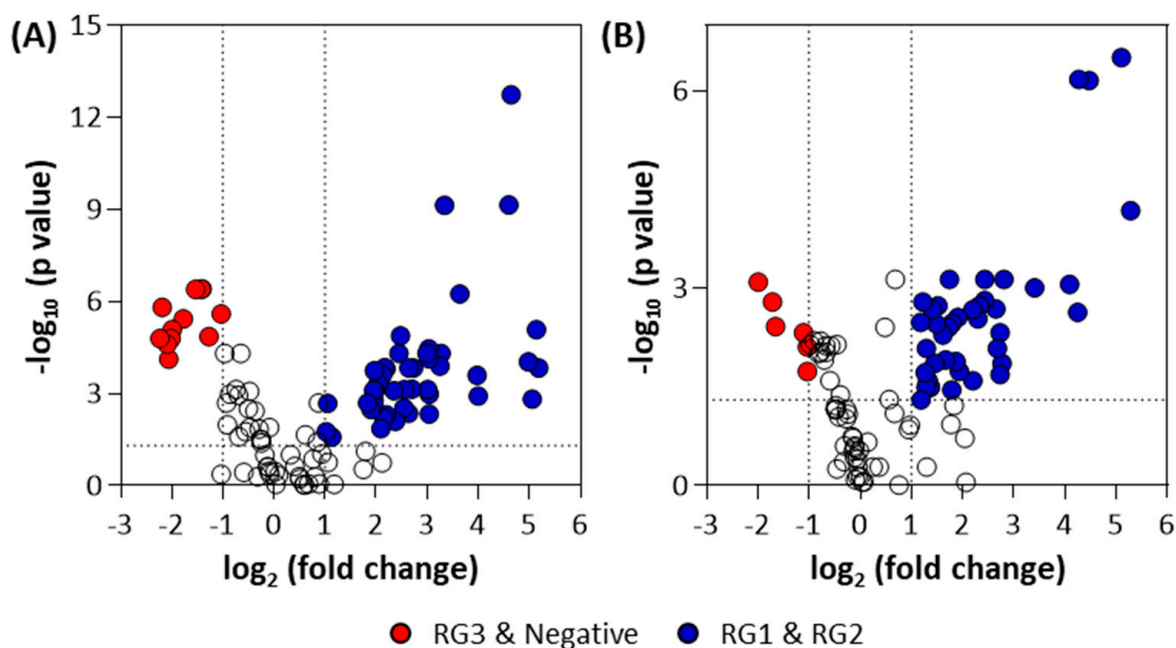 (A)
15
12
9
6
3
0
-log10 (p value)
-3 -2 -1 0 1 2 3 4 5 6
log2 (fold change)
(B)
6
3
0
-log10 (p value)
-3 -2 -1 0 1 2 3 4 5 6
log2 (fold change)
RG3 & Negative RG1 & RG2